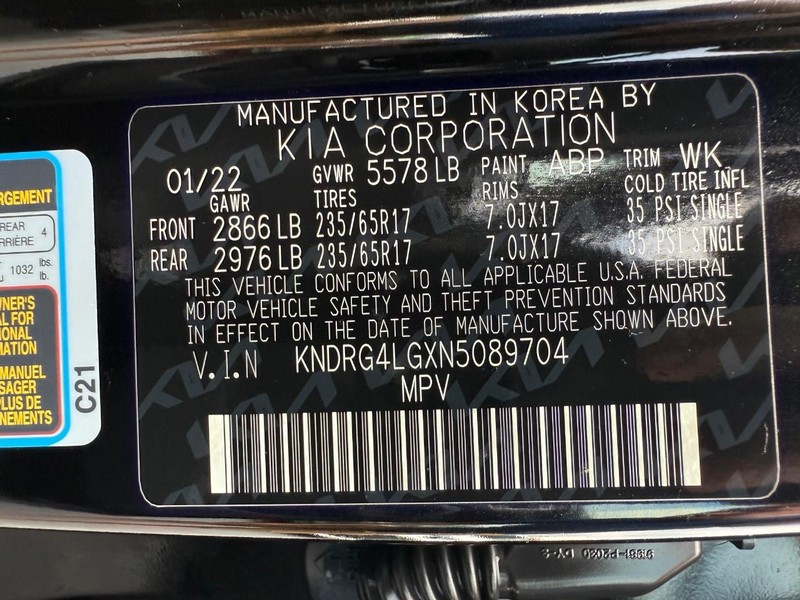 MANUFACTURED IN KOREA BY
KIA CORPORATION
01/22 GVWR 5578 LB PAINT ABP TRIM WK
GAWR TIRES RIMS COLD TIRE INFL
FRONT 2866 LB 235/65R17 7.0JX17 35 PSI SINGLE
REAR 2976 LB 235/65R17 7.0JX17 35 PSI SINGLE
THIS VEHICLE CONFORMS TO ALL APPLICABLE U.S.A. FEDERAL
MOTOR VEHICLE SAFETY AND THEFT PREVENTION STANDARDS
IN EFFECT ON THE DATE OF MANUFACTURE SHOWN ABOVE.
V.I.N KNDRG4LGXN5089704
MPV
RGEMENT
REAR 4
RRIÈRE
1032 lbs.
lb.
WNER'S
AL FOR
IONAL
MATION
MANUEL
SAGER
PLUS DE
NEMENTS
C21